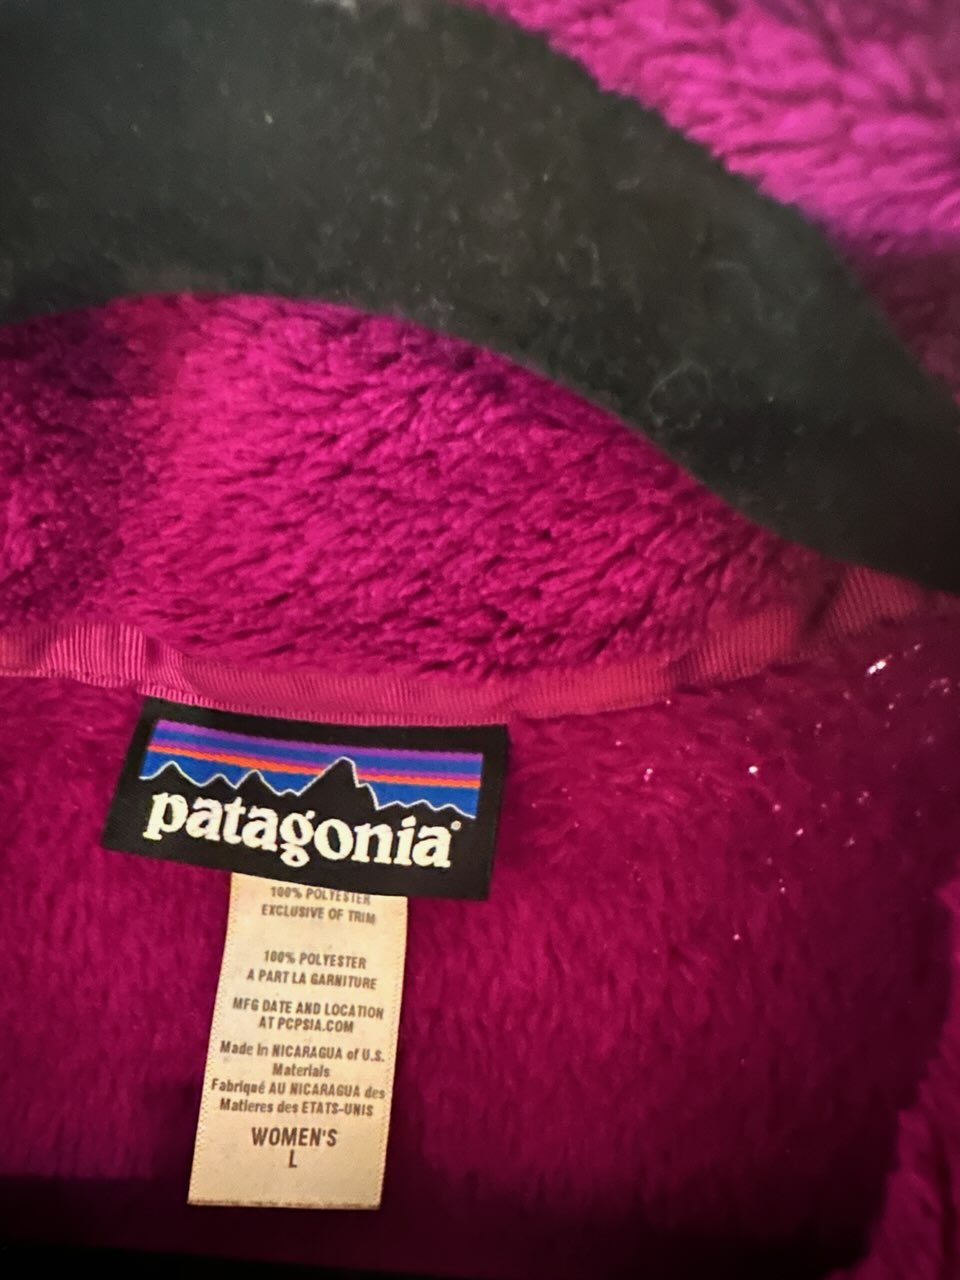 patagonia®
100% POLYESTER
EXCLUSIVE OF TRIM
100% POLYESTER
A PART LA GARNITURE
MFG DATE AND LOCATION
AT PCPSIA.COM
Made in NICARAGUA of U.S.
Materials
Fabriqué AU NICARAGUA des
Matieres des ETATS-UNIS
WOMEN'S
L